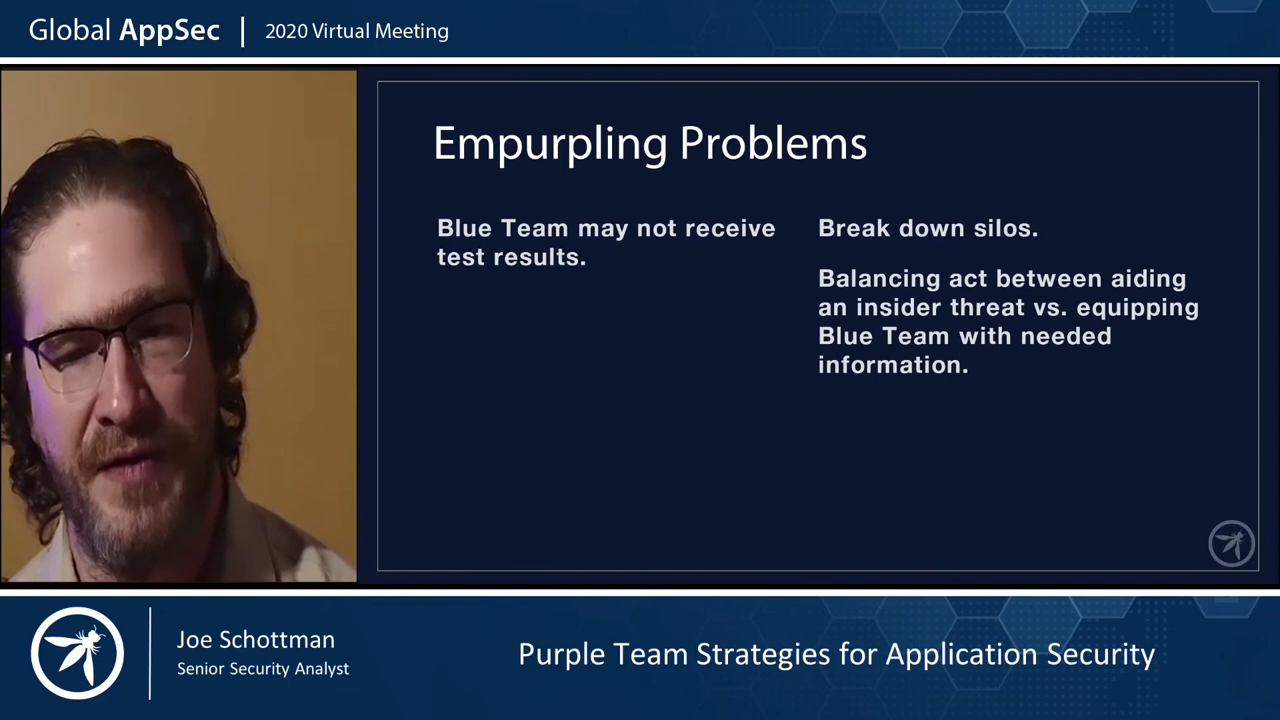 Global AppSec | 2020 Virtual Meeting
Empurpling Problems
Blue Team may not receive
test results.
Break down silos.
Balancing act between aiding
an insider threat vs. equipping
Blue Team with needed
information.
Joe Schottman
Senior Security Analyst
Purple Team Strategies for Application Security